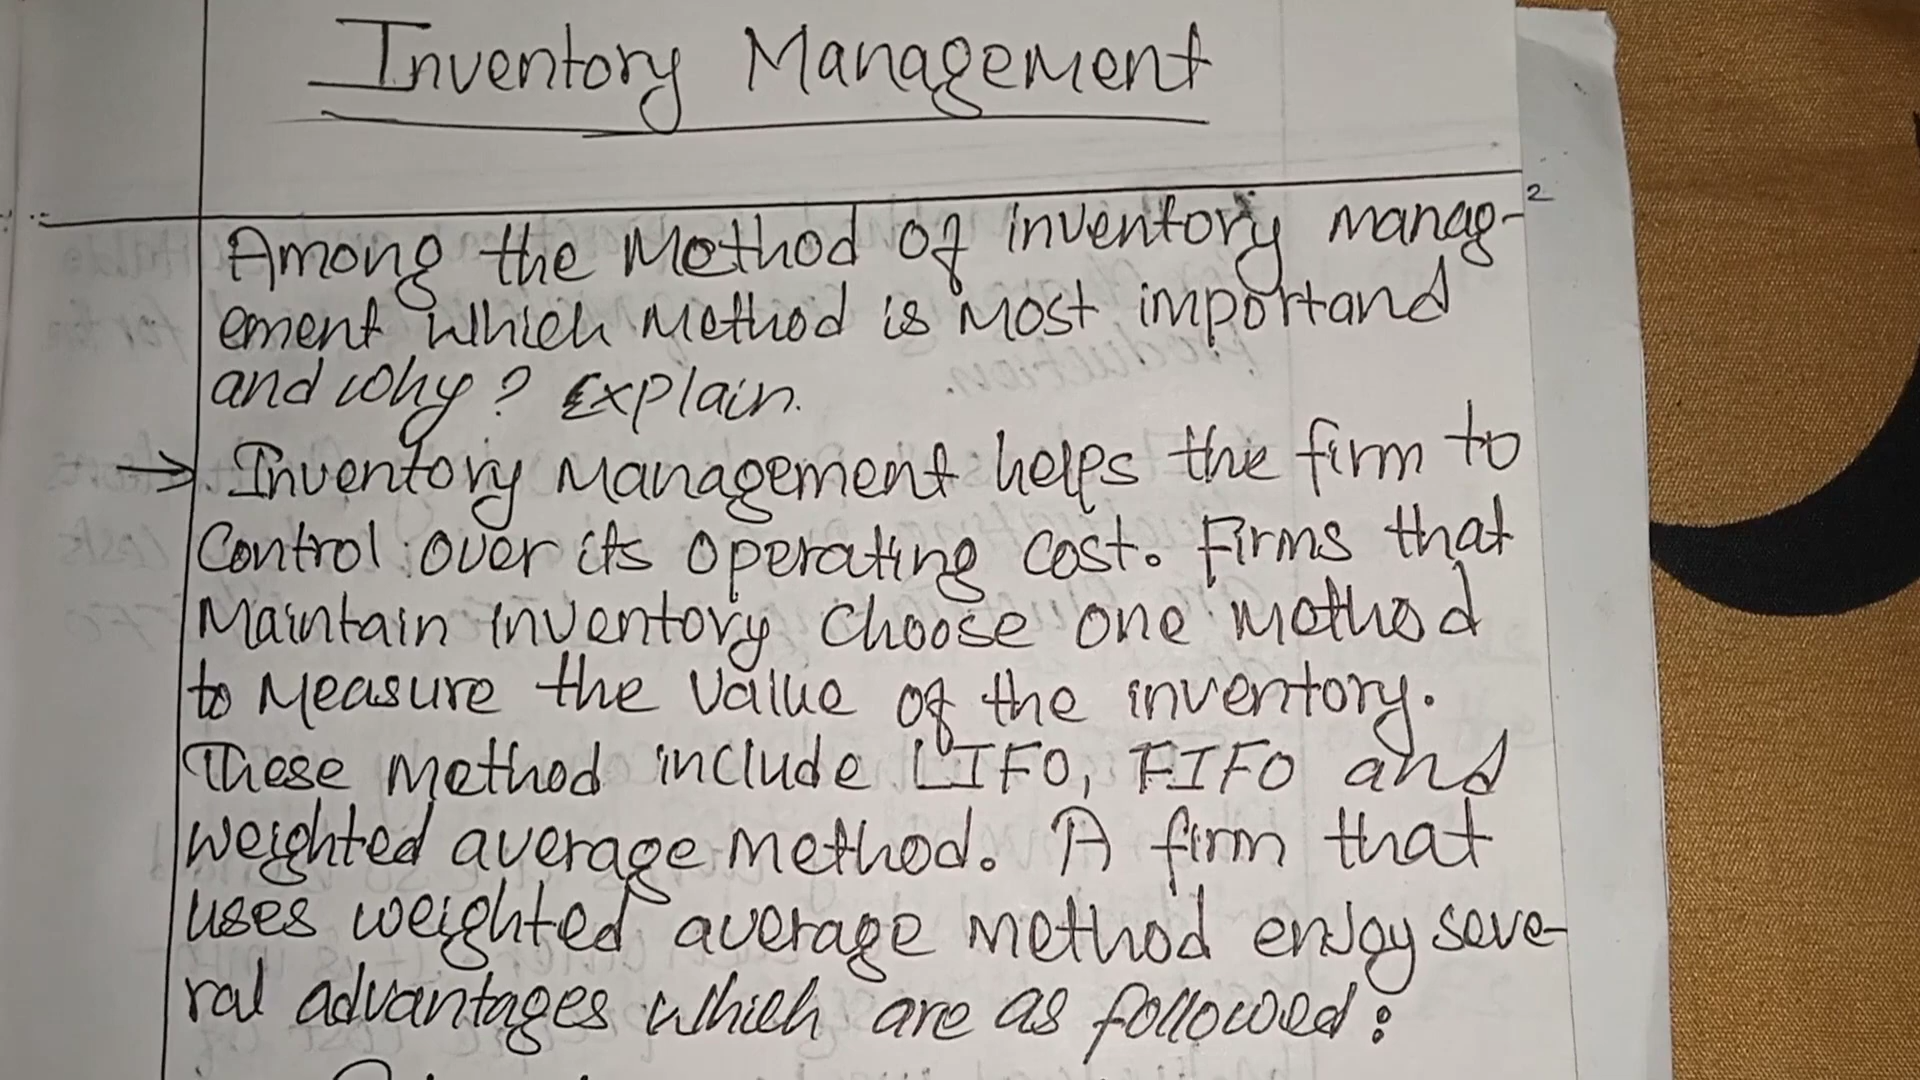 Inventory Management
2
Among the Method of inventory manag-
ement which Method is Most importand
and why? Explain.
→ Inventory Management helps the firm to
Control over its operating cost. Firms that
Maintain inventory choose one method
to Measure the value of the inventory.
These Method include LIFO, FIFO and
weighted average method. A firm that
uses weighted average method enjoy seve-
ral advantages which are as followed: